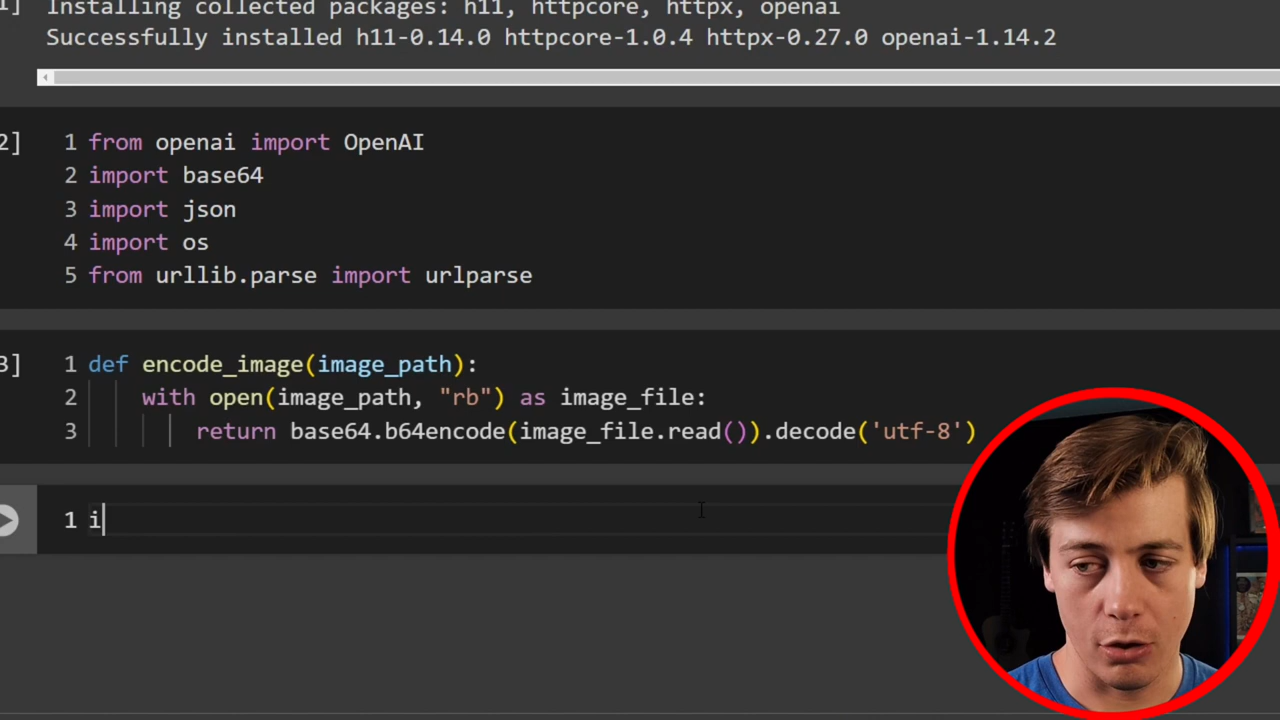 Installing collected packages: h11, httpcore, httpx, openai
Successfully installed h11-0.14.0 httpcore-1.0.4 httpx-0.27.0 openai-1.14.2
2]
1 from openai import OpenAI
2 import base64
3 import json
4 import os
5 from urllib.parse import urlparse
3]
1 def encode_image(image_path):
2 with open(image_path, "rb") as image_file:
3 return base64.b64encode(image_file.read()).decode('utf-8')
1 i